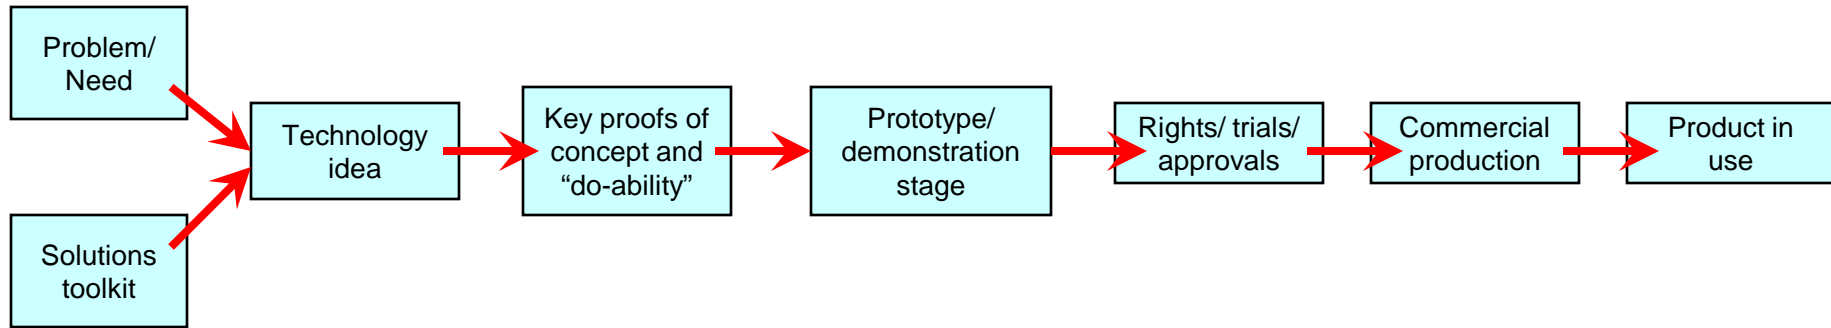 Problem/
Need
Solutions
toolkit
Technology
idea
Key proofs of
concept and
“do-ability”
Prototype/
demonstration
stage
Rights/ trials/
approvals
Commercial
production
Product in
use